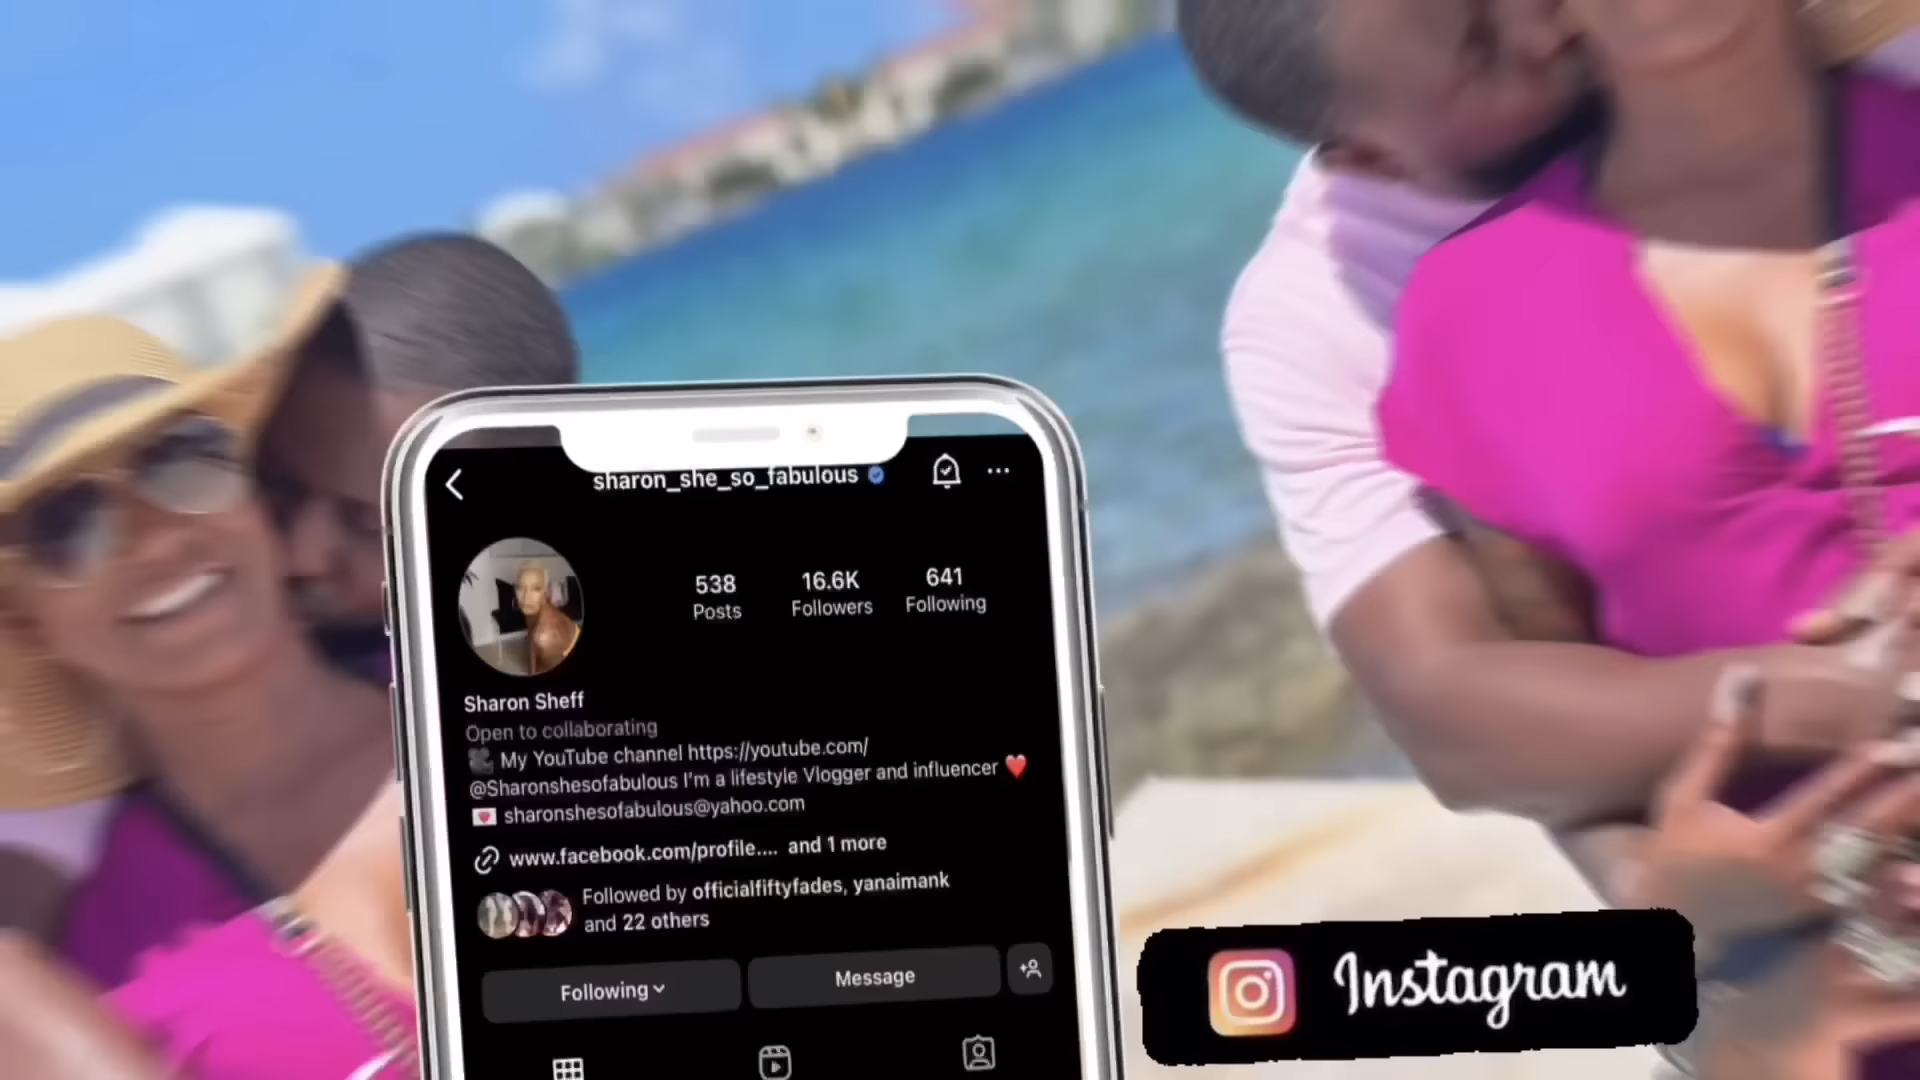 sharon_she_so_fabulous
538
Posts
16.6K
Followers
641
Following
Sharon Sheff
Open to collaborating
My YouTube channel https://youtube.com/
@Sharonshesofabulous I'm a lifestyle Vlogger and influencer ❤️
💌 sharonshesofabulous@yahoo.com
www.facebook.com/profile.... and 1 more
Followed by officialfiftyfades, yanaimank
and 22 others
Following
Message
Instagram